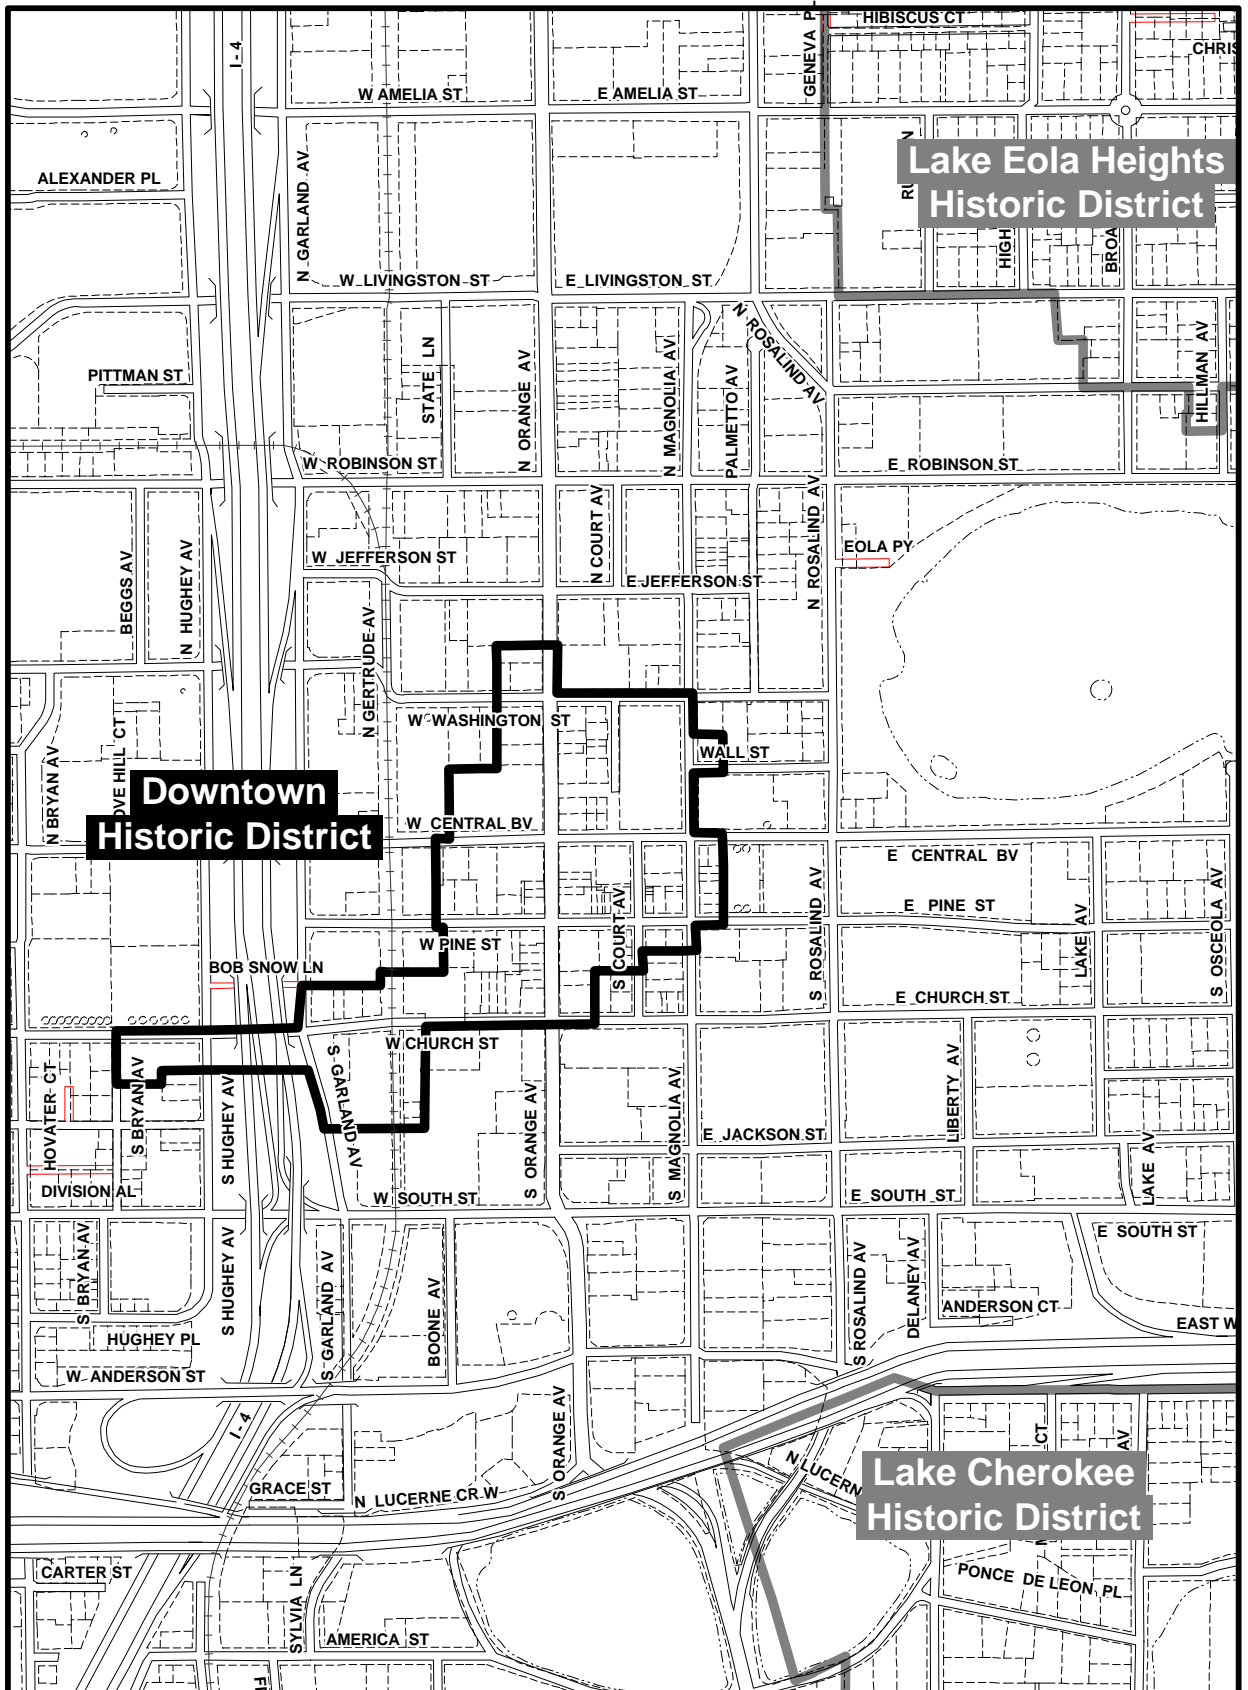 HIBISCUS CT
I - 4
GENEVA P
CHRIS
W AMELIA ST
E AMELIA ST
N GARLAND AV
Lake Eola Heights
Historic District
ALEXANDER PL
RU
N
HIGH
BROA
W LIVINGSTON ST
E LIVINGSTON ST
N ROSALIND AV
HILLMAN AV
PITTMAN ST
STATE LN
N ORANGE AV
N MAGNOLIA AV
PALMETTO AV
W ROBINSON ST
E ROBINSON ST
N COURT AV
N ROSALIND AV
EOLA PY
W JEFFERSON ST
E JEFFERSON ST
BEGGS AV
N HUGHEY AV
N GERTRUDE AV
W WASHINGTON ST
WALL ST
N BRYAN AV
OVE HILL CT
Downtown
Historic District
W CENTRAL BV
E CENTRAL BV
S COURT AV
S ROSALIND AV
E PINE ST
LAKE AV
S OSCEOLA AV
W PINE ST
BOB SNOW LN
E CHURCH ST
W CHURCH ST
HOVATER CT
S BRYAN AV
S HUGHEY AV
S GARLAND AV
S ORANGE AV
S MAGNOLIA AV
LIBERTY AV
E JACKSON ST
LAKE AV
DIVISION AL
W SOUTH ST
E SOUTH ST
S BRYAN AV
S HUGHEY AV
S GARLAND AV
BOONE AV
S ROSALIND AV
DELANEY AV
E SOUTH ST
ANDERSON CT
EAST W
HUGHEY PL
W ANDERSON ST
I - 4
S ORANGE AV
CT
AV
N LUCERN
Lake Cherokee
Historic District
GRACE ST
N LUCERNE CR W
CARTER ST
SYLVIA LN
PONCE DE LEON PL
AMERICA ST